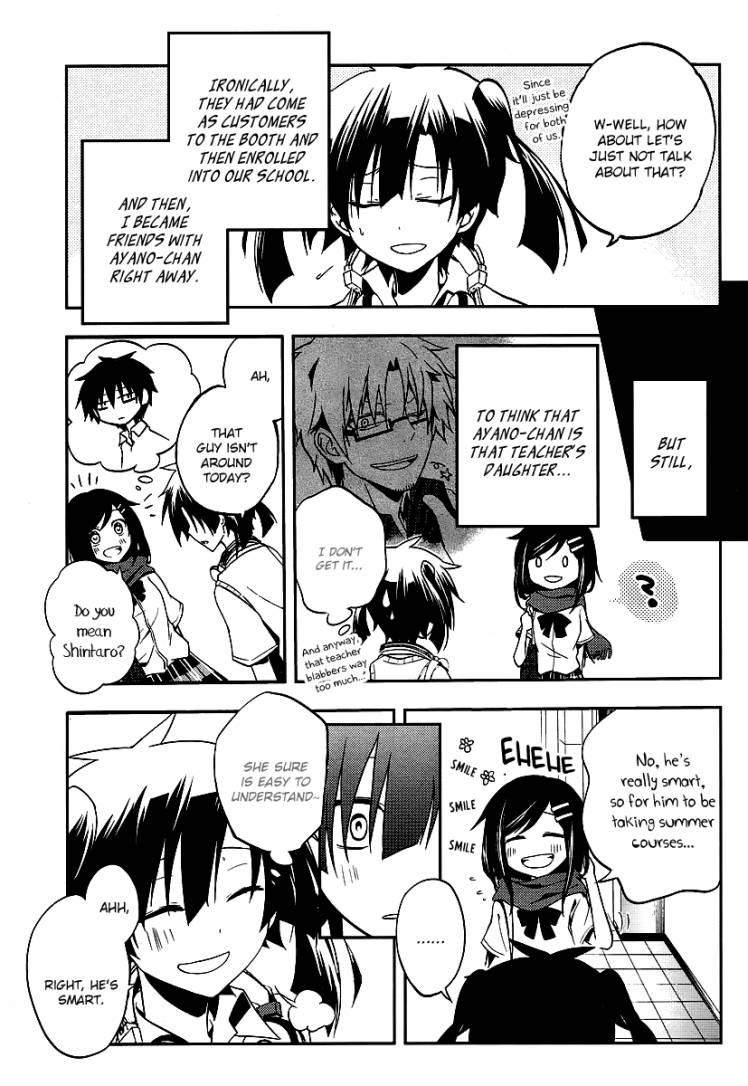 W-WELL, HOW
ABOUT LET'S
JUST NOT TALK
ABOUT THAT?
Since
it'll just be
depressing
for both
of us.
IRONICALLY,
THEY HAD COME
AS CUSTOMERS
TO THE BOOTH AND
THEN ENROLLED
INTO OUR SCHOOL.
AND THEN,
I BECAME
FRIENDS WITH
AYANO-CHAN
RIGHT AWAY.
BUT
STILL,
TO THINK THAT
AYANO-CHAN IS
THAT TEACHER'S
DAUGHTER...
?
I DON'T
GET IT...
And anyway,
that teacher
blabbers way
too much...
AH,
THAT
GUY ISN'T
AROUND
TODAY?
Do you
mean
Shintaro?
No, he's
really smart,
so for him to be
taking summer
courses...
EHEHE
SMILE
SMILE
SMILE
......
SHE SURE
IS EASY TO
UNDERSTAND~
AHH,
RIGHT, HE'S
SMART.